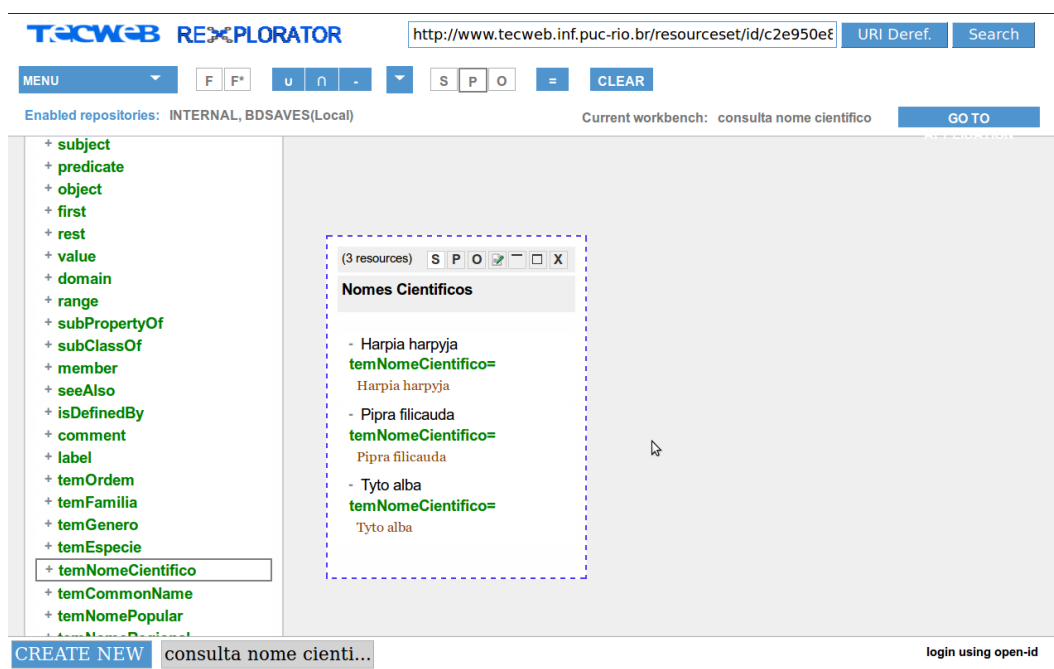 TECWEB REXPLORATOR http://www.tecweb.inf.puc-rio.br/resourceset/id/c2e950e8 URI Deref. Search
MENU F F* ∪ ∩ - S P O = CLEAR
Enabled repositories: INTERNAL, BDSAVES(Local) Current workbench: consulta nome cientifico GO TO
APPLICATION
+ subject
+ predicate
+ object
+ first
+ rest
+ value
+ domain
+ range
+ subPropertyOf
+ subClassOf
+ member
+ seeAlso
+ isDefinedBy
+ comment
+ label
+ temOrdem
+ temFamilia
+ temGenero
+ temEspecie
+ temNomeCientifico
+ temCommonName
+ temNomePopular
+ temNomeRegional
(3 resources) S P O X
Nomes Cientificos
- Harpia harpyja
temNomeCientifico=
Harpia harpyja
- Pipra filicauda
temNomeCientifico=
Pipra filicauda
- Tyto alba
temNomeCientifico=
Tyto alba
CREATE NEW consulta nome cienti... login using open-id